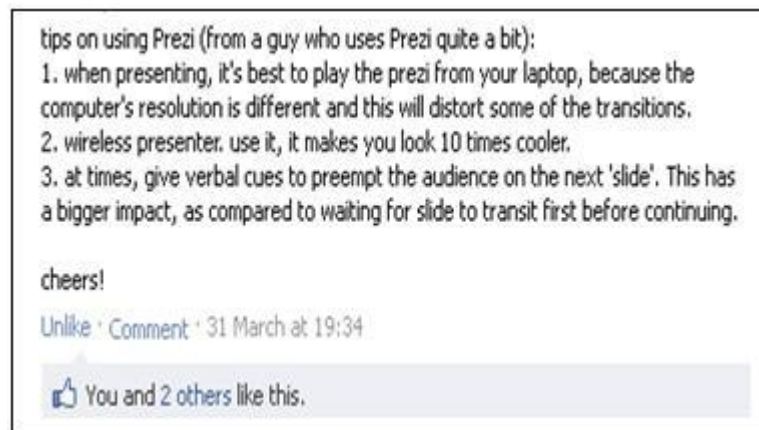 tips on using Prezi (from a guy who uses Prezi quite a bit):
1. when presenting, it's best to play the prezi from your laptop, because the
computer's resolution is different and this will distort some of the transitions.
2. wireless presenter. use it, it makes you look 10 times cooler.
3. at times, give verbal cues to preempt the audience on the next 'slide'. This has
a bigger impact, as compared to waiting for slide to transit first before continuing.
cheers!
Unlike · Comment · 31 March at 19:34
You and 2 others like this.